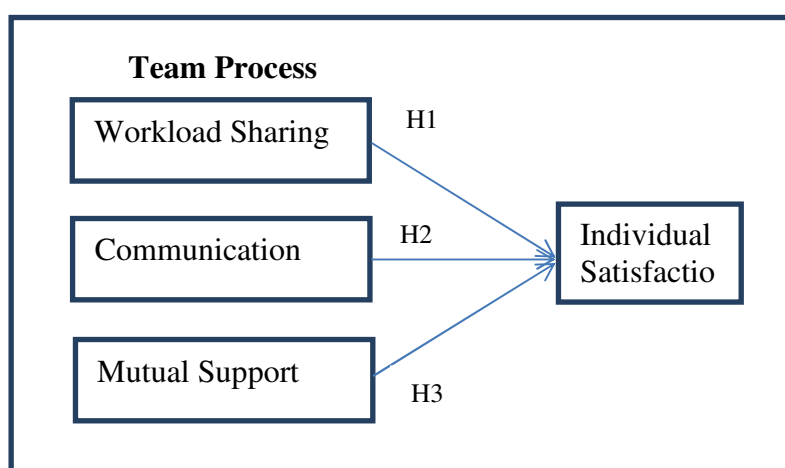 Team Process
Workload Sharing
H1
Communication
H2
Individual
Satisfactio
Mutual Support
H3